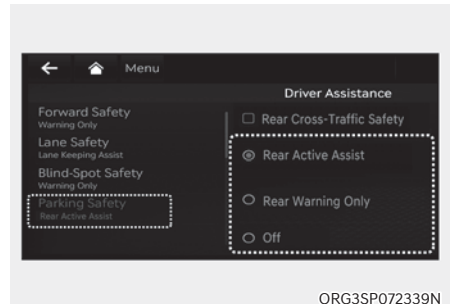 Menu
Driver Assistance
Forward Safety
Warning Only
Lane Safety
Lane Keeping Assist
Blind-Spot Safety
Warning Only
Parking Safety
Rear Active Assist
Rear Cross-Traffic Safety
Rear Active Assist
Rear Warning Only
Off
ORG3SP072339N